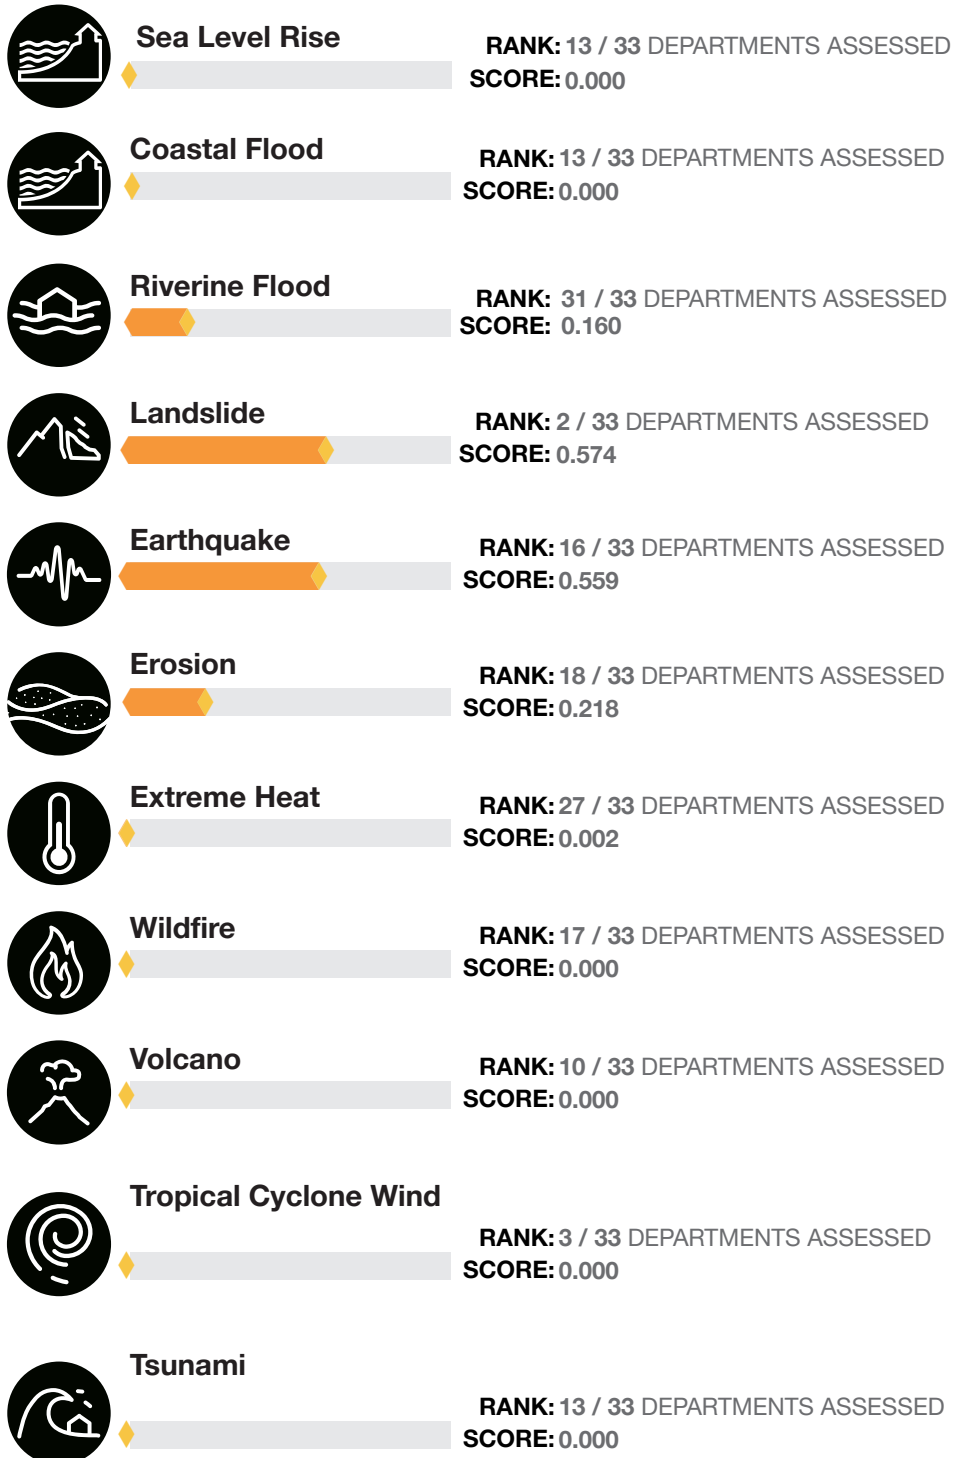 Sea Level Rise
RANK: 13 / 33 DEPARTMENTS ASSESSED
SCORE: 0.000
Coastal Flood
RANK: 13 / 33 DEPARTMENTS ASSESSED
SCORE: 0.000
Riverine Flood
RANK: 31 / 33 DEPARTMENTS ASSESSED
SCORE: 0.160
Landslide
RANK: 2 / 33 DEPARTMENTS ASSESSED
SCORE: 0.574
Earthquake
RANK: 16 / 33 DEPARTMENTS ASSESSED
SCORE: 0.559
Erosion
RANK: 18 / 33 DEPARTMENTS ASSESSED
SCORE: 0.218
Extreme Heat
RANK: 27 / 33 DEPARTMENTS ASSESSED
SCORE: 0.002
Wildfire
RANK: 17 / 33 DEPARTMENTS ASSESSED
SCORE: 0.000
Volcano
RANK: 10 / 33 DEPARTMENTS ASSESSED
SCORE: 0.000
Tropical Cyclone Wind
RANK: 3 / 33 DEPARTMENTS ASSESSED
SCORE: 0.000
Tsunami
RANK: 13 / 33 DEPARTMENTS ASSESSED
SCORE: 0.000